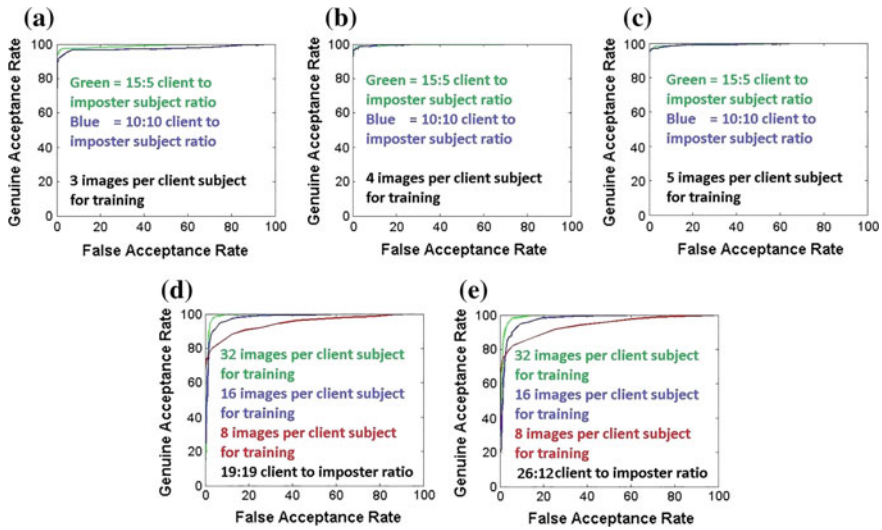 (a)
Genuine Acceptance Rate
100
80
60
40
20
0
Green = 15:5 client to
imposter subject ratio
Blue = 10:10 client to
imposter subject ratio
3 images per client subject
for training
0 20 40 60 80 100
False Acceptance Rate
(b)
Genuine Acceptance Rate
100
80
60
40
20
0
Green = 15:5 client to
imposter subject ratio
Blue = 10:10 client to
imposter subject ratio
4 images per client subject
for training
0 20 40 60 80 100
False Acceptance Rate
(c)
Genuine Acceptance Rate
100
80
60
40
20
0
Green = 15:5 client to
imposter subject ratio
Blue = 10:10 client to
imposter subject ratio
5 images per client subject
for training
0 20 40 60 80 100
False Acceptance Rate
(d)
Genuine Acceptance Rate
100
80
60
40
20
0
32 images per client subject
for training
16 images per client subject
for training
8 images per client subject
for training
19:19 client to imposter ratio
0 20 40 60 80 100
False Acceptance Rate
(e)
Genuine Acceptance Rate
100
80
60
40
20
0
32 images per client subject
for training
16 images per client subject
for training
8 images per client subject
for training
26:12 client to imposter ratio
0 20 40 60 80 100
False Acceptance Rate